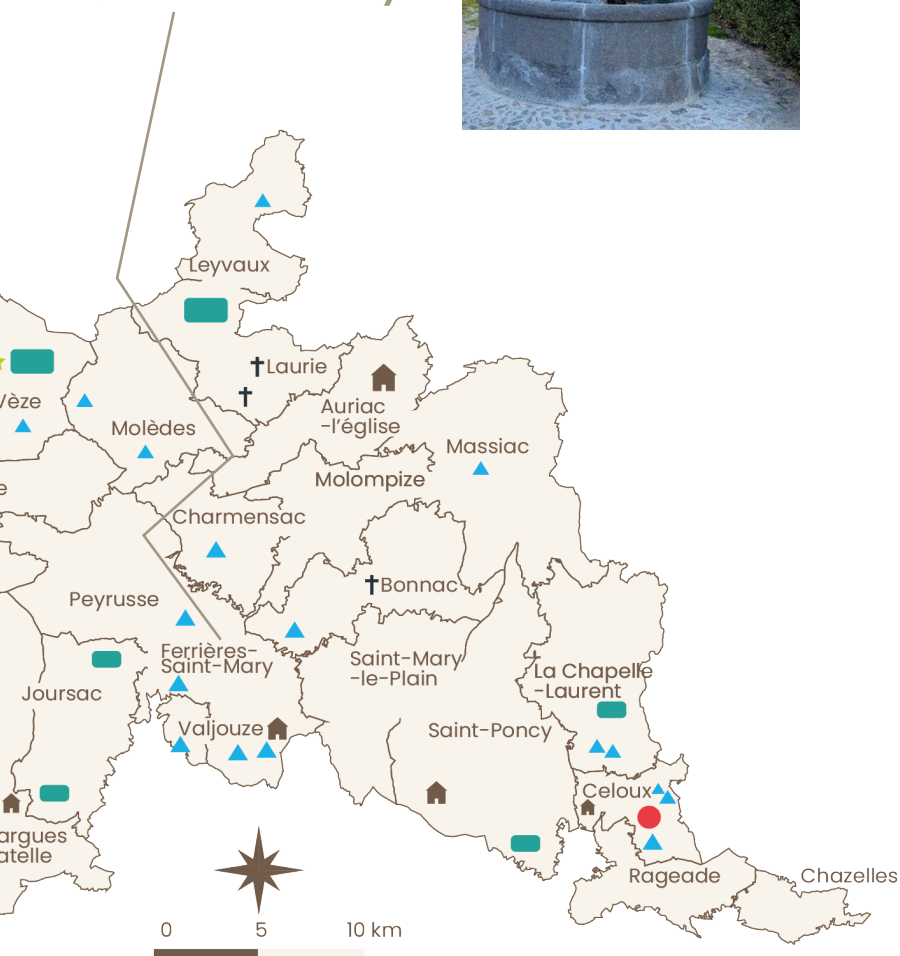 Leyvaux
Laurie
Vèze
Auriac
-l'église
Molèdes
Massiac
Molompize
e
Charmensac
Bonnac
Peyrusse
Ferrières-
Saint-Mary
Saint-Mary
-le-Plain
La Chapelle
-Laurent
Joursac
Valjouze
Saint-Poncy
Celoux
argues
atelle
Rageade
Chazelles
0 5 10 km